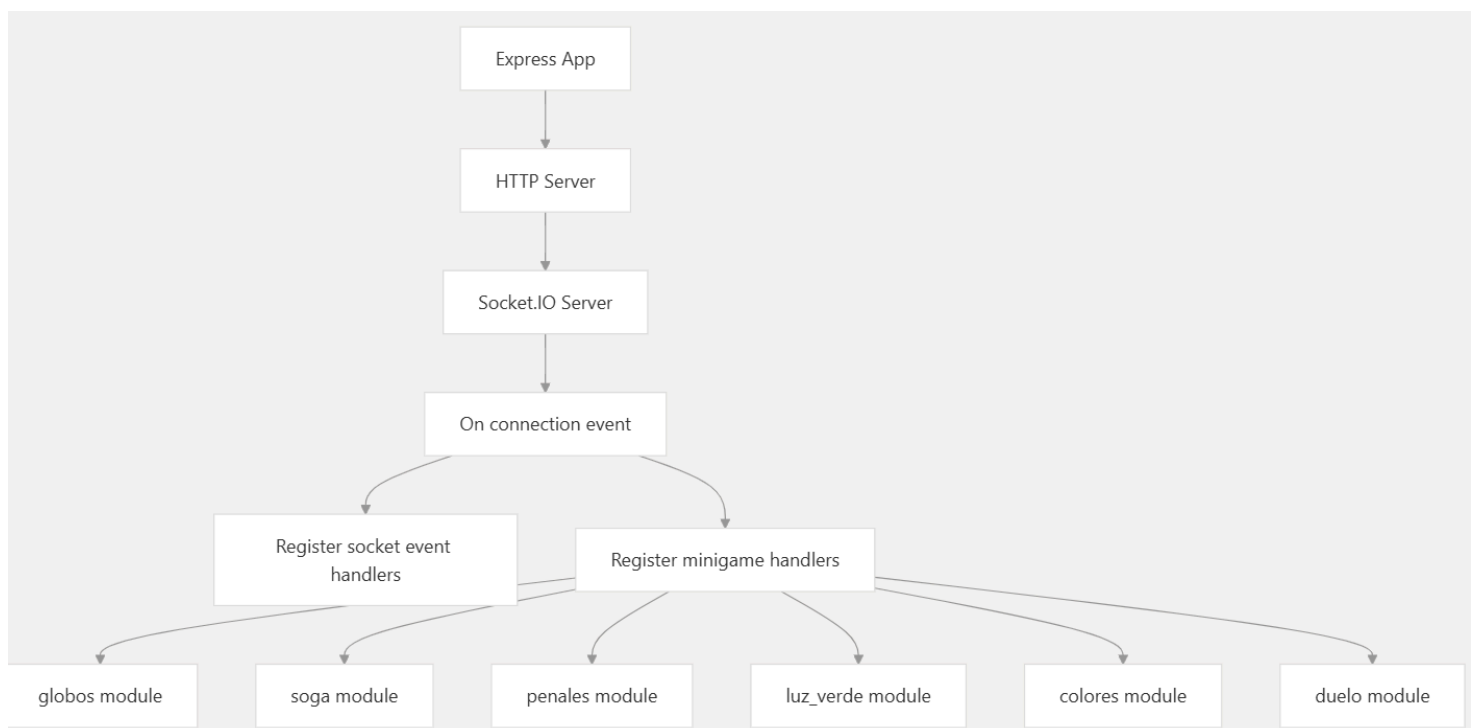 Express App
HTTP Server
Socket.IO Server
On connection event
Register socket event
handlers
Register minigame handlers
globos module
soga module
penales module
luz_verde module
colores module
duelo module